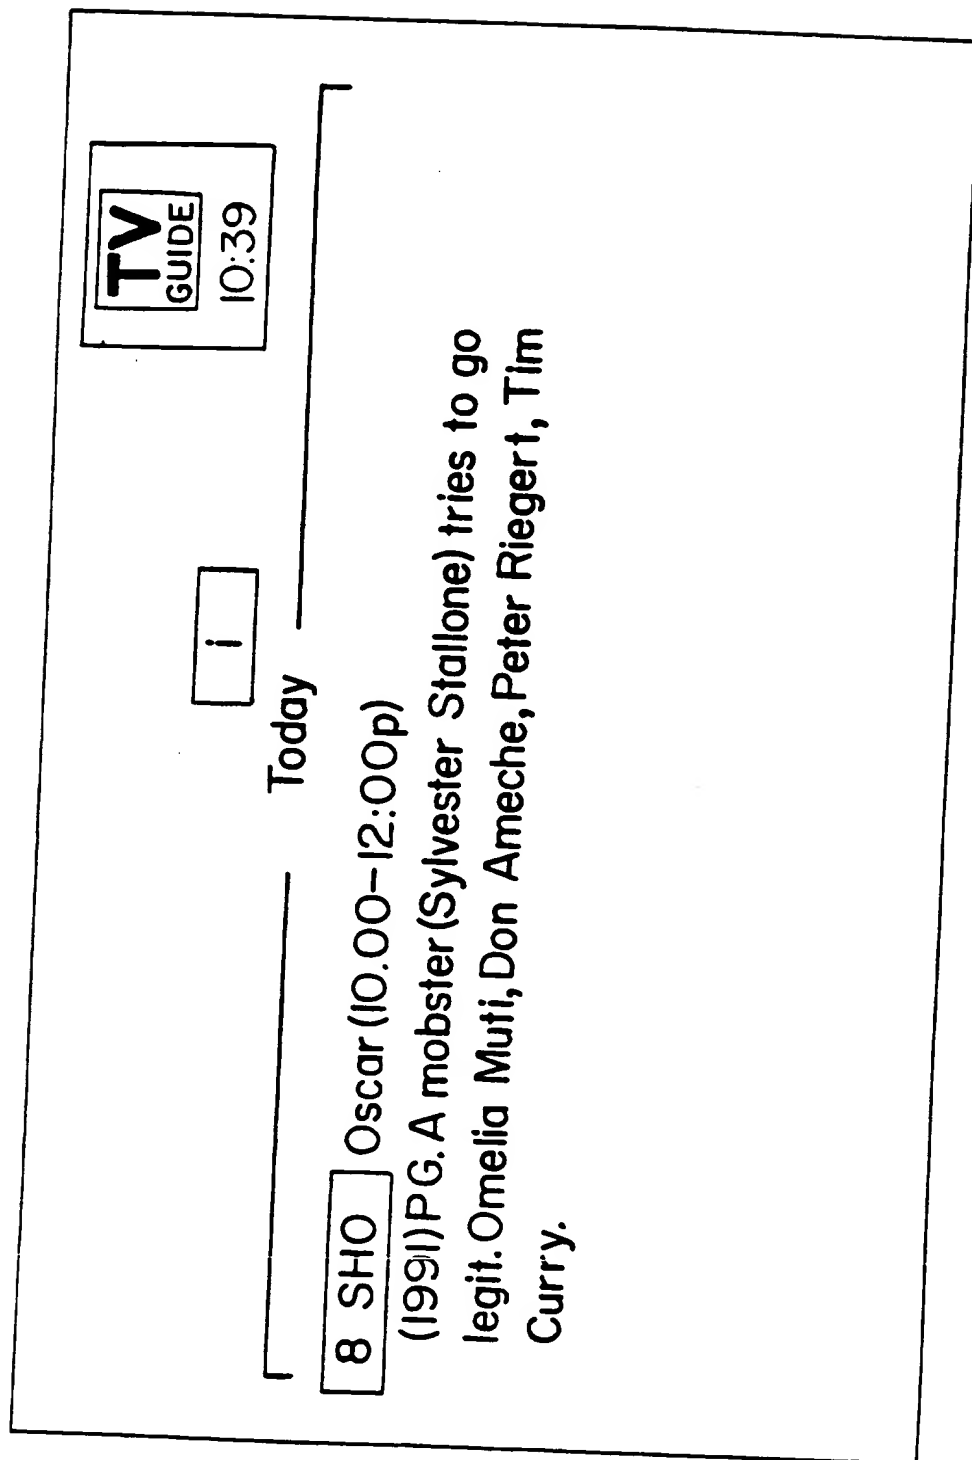 TV
GUIDE
10:39
i
Today
8 SHO Oscar (10.00-12:00p)
(1991) PG. A mobster (Sylvester Stallone) tries to go
legit. Omelia Muti, Don Ameche, Peter Riegert, Tim
Curry.